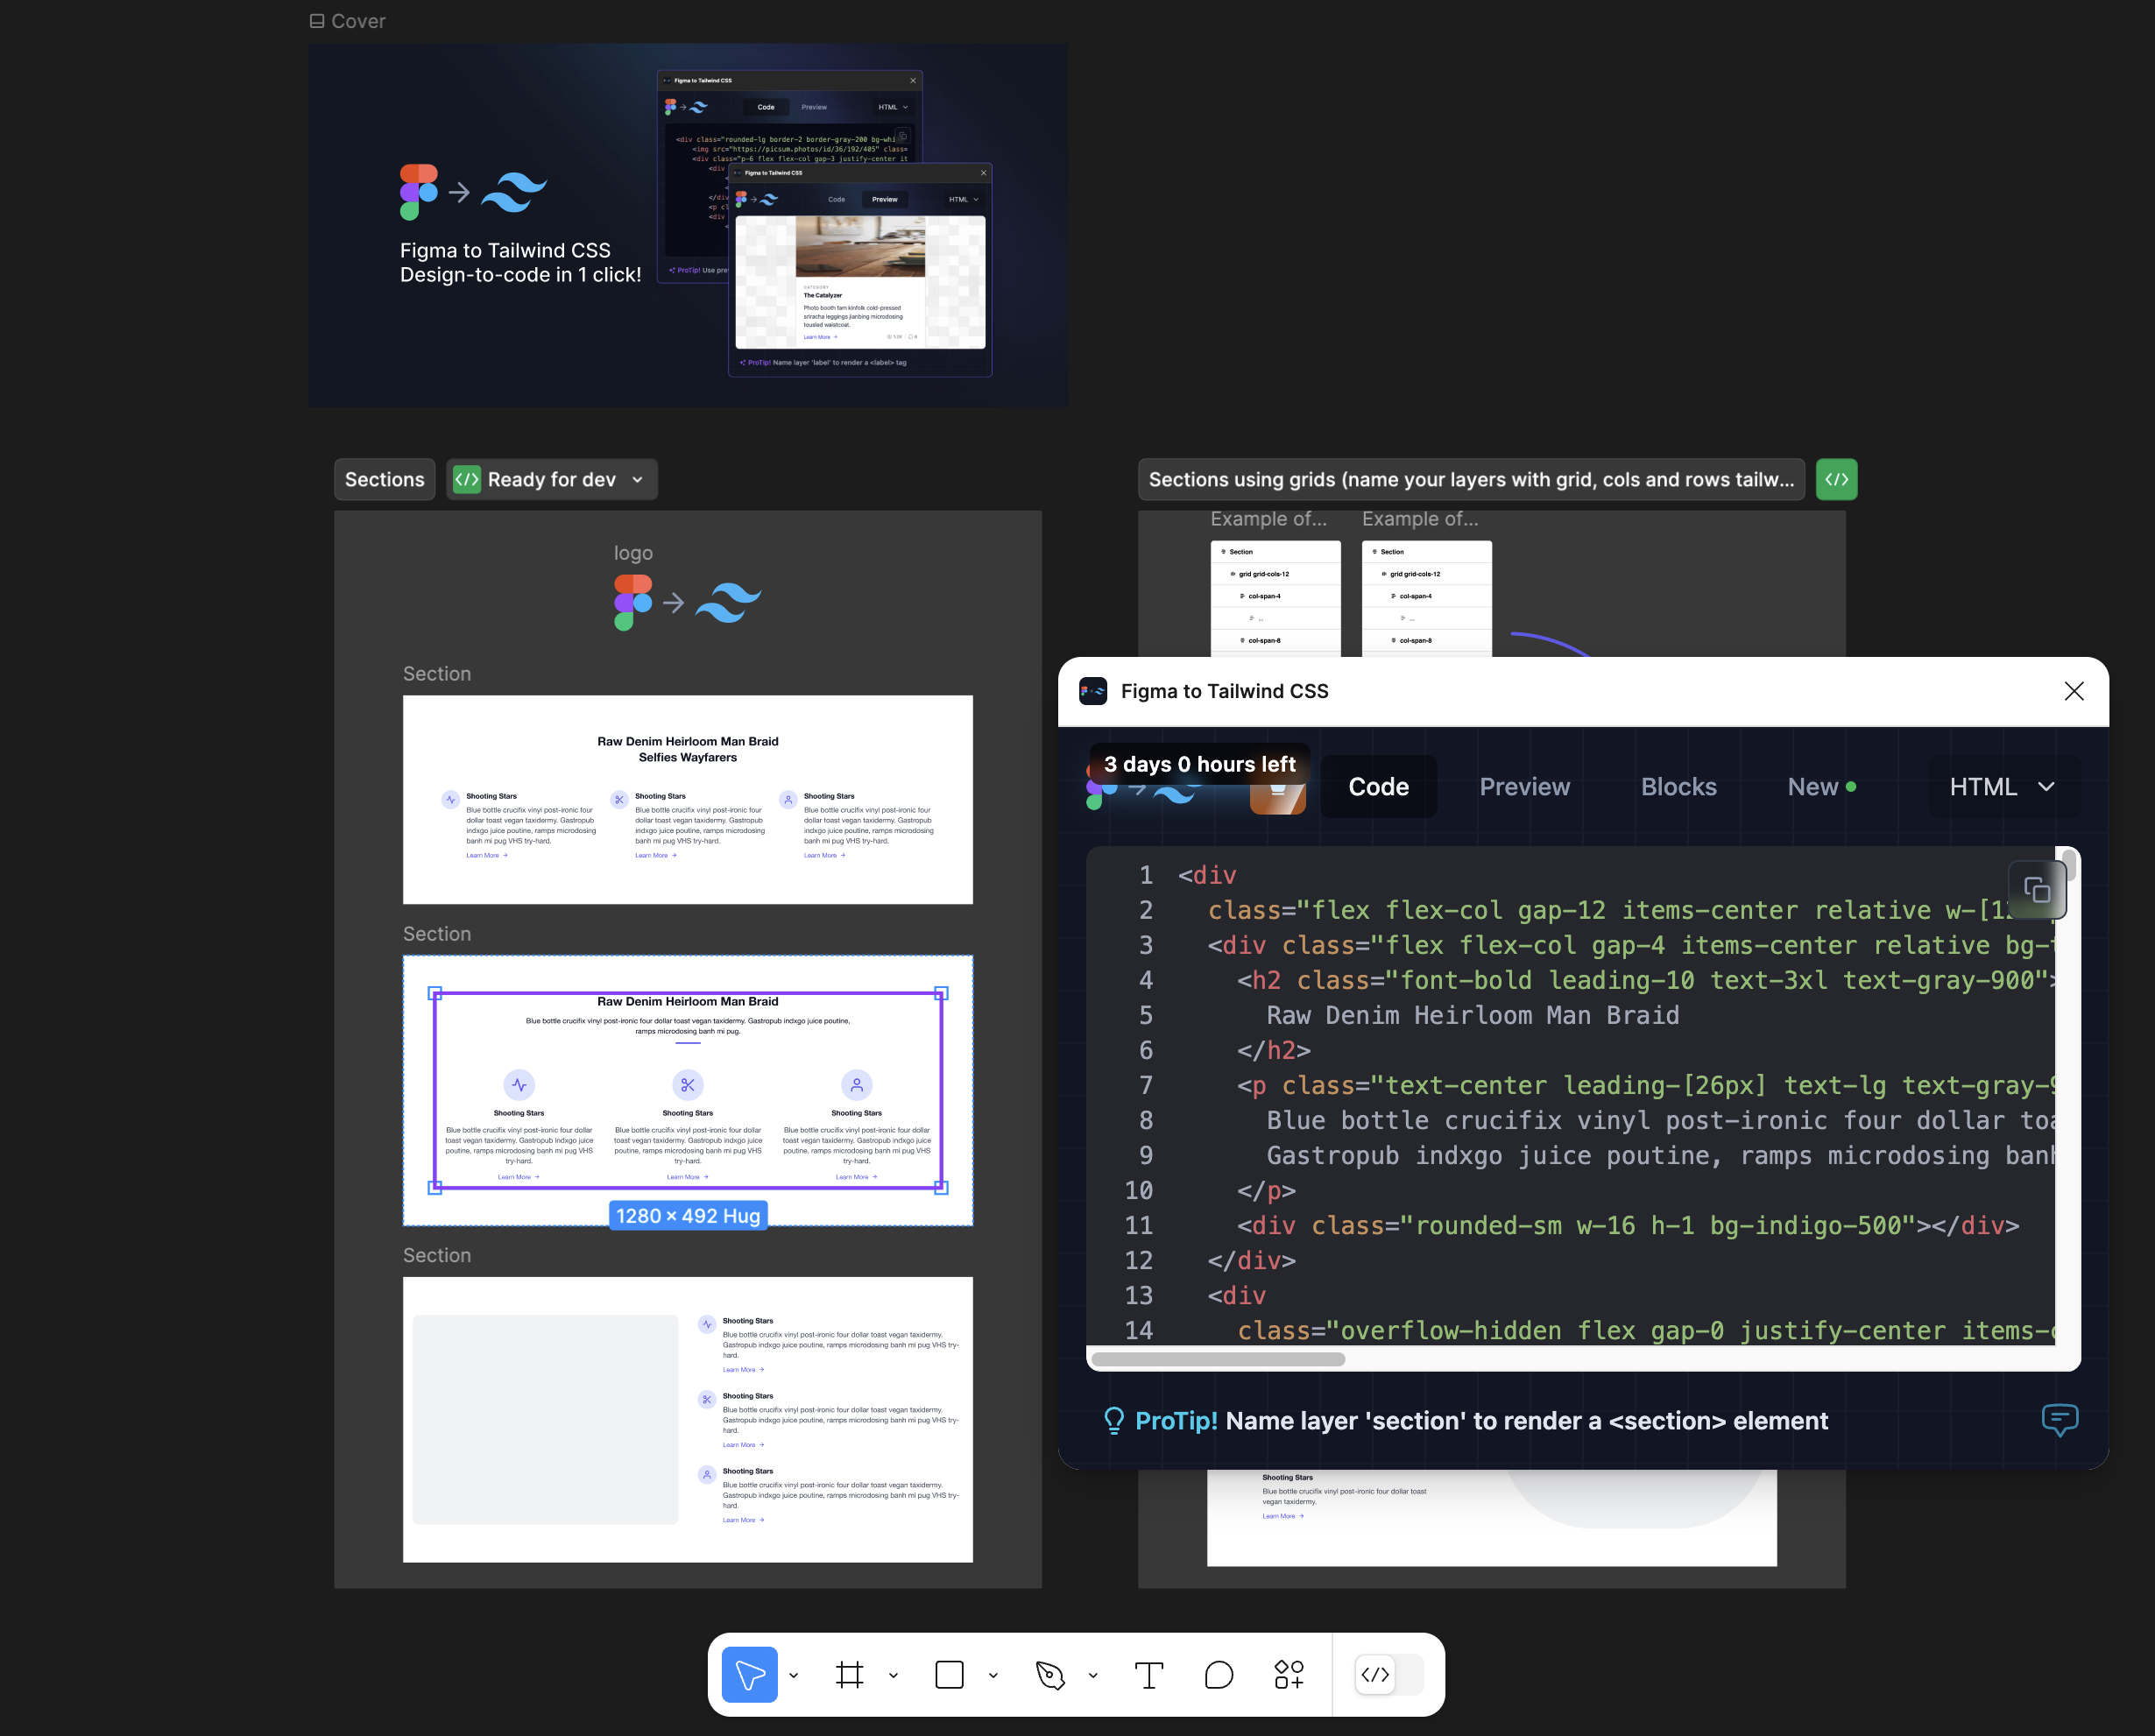 Cover
Figma to Tailwind CSS
Code
Preview
HTML
<div class="rounded-lg border-2 border-gray-200 bg-whi
<img src="https://picsum.photos/id/36/192/405" class=
<div class="p-6 flex flex-col gap-3 justify-center it
<div
</div
<p cl
<div
ProTip! Use pre
Figma to Tailwind CSS
Code
Preview
HTML
CATEGORY
The Catalyzer
Photo booth fam kinfolk cold-pressed
sriracha leggings jianbing microdosing
tousled waistcoat.
Learn More →
1.2K
6
ProTip! Name layer 'label' to render a <label> tag
Figma to Tailwind CSS
Design-to-code in 1 click!
Sections
</> Ready for dev
logo
Section
Raw Denim Heirloom Man Braid
Selfies Wayfarers
Shooting Stars
Blue bottle crucifix vinyl post-ironic four
dollar toast vegan taxidermy. Gastropub
indxgo juice poutine, ramps microdosing
banh mi pug VHS try-hard.
Learn More →
Shooting Stars
Blue bottle crucifix vinyl post-ironic four
dollar toast vegan taxidermy. Gastropub
indxgo juice poutine, ramps microdosing
banh mi pug VHS try-hard.
Learn More →
Shooting Stars
Blue bottle crucifix vinyl post-ironic four
dollar toast vegan taxidermy. Gastropub
indxgo juice poutine, ramps microdosing
banh mi pug VHS try-hard.
Learn More →
Section
Raw Denim Heirloom Man Braid
Blue bottle crucifix vinyl post-ironic four dollar toast vegan taxidermy. Gastropub indxgo juice poutine,
ramps microdosing banh mi pug.
Shooting Stars
Blue bottle crucifix vinyl post-ironic four dollar
toast vegan taxidermy. Gastropub indxgo juice
poutine, ramps microdosing banh mi pug VHS
try-hard.
Learn More →
Shooting Stars
Blue bottle crucifix vinyl post-ironic four dollar
toast vegan taxidermy. Gastropub indxgo juice
poutine, ramps microdosing banh mi pug VHS
try-hard.
Learn More →
Shooting Stars
Blue bottle crucifix vinyl post-ironic four dollar
toast vegan taxidermy. Gastropub indxgo juice
poutine, ramps microdosing banh mi pug VHS
try-hard.
Learn More →
1280 × 492 Hug
Section
Shooting Stars
Blue bottle crucifix vinyl post-ironic four dollar toast vegan taxidermy.
Gastropub indxgo juice poutine, ramps microdosing banh mi pug VHS try-
hard.
Learn More →
Shooting Stars
Blue bottle crucifix vinyl post-ironic four dollar toast vegan taxidermy.
Gastropub indxgo juice poutine, ramps microdosing banh mi pug VHS try-
hard.
Learn More →
Shooting Stars
Blue bottle crucifix vinyl post-ironic four dollar toast vegan taxidermy.
Gastropub indxgo juice poutine, ramps microdosing banh mi pug VHS try-
hard.
Learn More →
Sections using grids (name your layers with grid, cols and rows tailw...
</>
Example of...
Section
grid grid-cols-12
col-span-4
...
col-span-8
Example of...
Section
grid grid-cols-12
col-span-4
...
col-span-8
Figma to Tailwind CSS
3 days 0 hours left
Code
Preview
Blocks
New
HTML
1 <div
2 class="flex flex-col gap-12 items-center relative w-[12
3 <div class="flex flex-col gap-4 items-center relative bg-t
4 <h2 class="font-bold leading-10 text-3xl text-gray-900">
5 Raw Denim Heirloom Man Braid
6 </h2>
7 <p class="text-center leading-[26px] text-lg text-gray-9
8 Blue bottle crucifix vinyl post-ironic four dollar toa
9 Gastropub indxgo juice poutine, ramps microdosing banh
10 </p>
11 <div class="rounded-sm w-16 h-1 bg-indigo-500"></div>
12 </div>
13 <div
14 class="overflow-hidden flex gap-0 justify-center items-c
ProTip! Name layer 'section' to render a <section> element
Shooting Stars
Blue bottle crucifix vinyl post-ironic four dollar toast
vegan taxidermy.
Learn More →